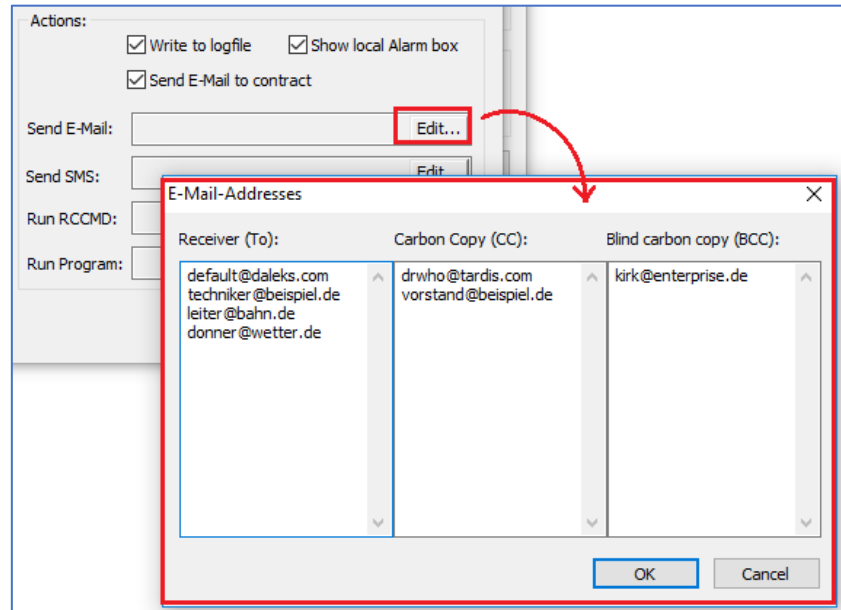 Actions:
Write to logfile Show local Alarm box
Send E-Mail to contract
Send E-Mail: Edit...
Send SMS: Edit
Run RCCMD:
Run Program:
E-Mail-Addresses
Receiver (To): Carbon Copy (CC): Blind carbon copy (BCC):
default@daleks.com drwho@tardis.com kirk@enterprise.de
techniker@beispiel.de vorstand@beispiel.de
leiter@bahn.de
donner@wetter.de
OK Cancel